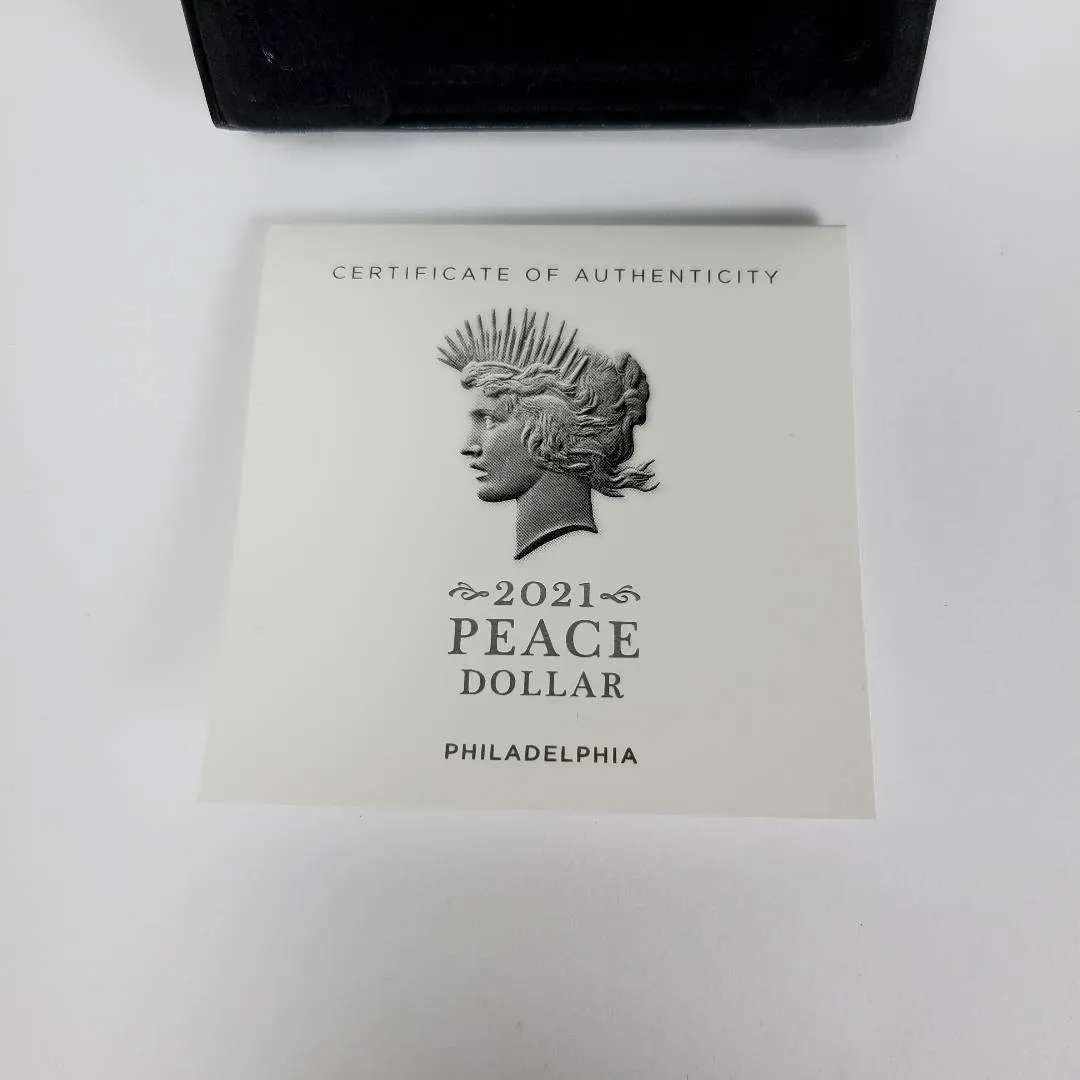 CERTIFICATE OF AUTHENTICITY
2021
PEACE
DOLLAR
PHILADELPHIA